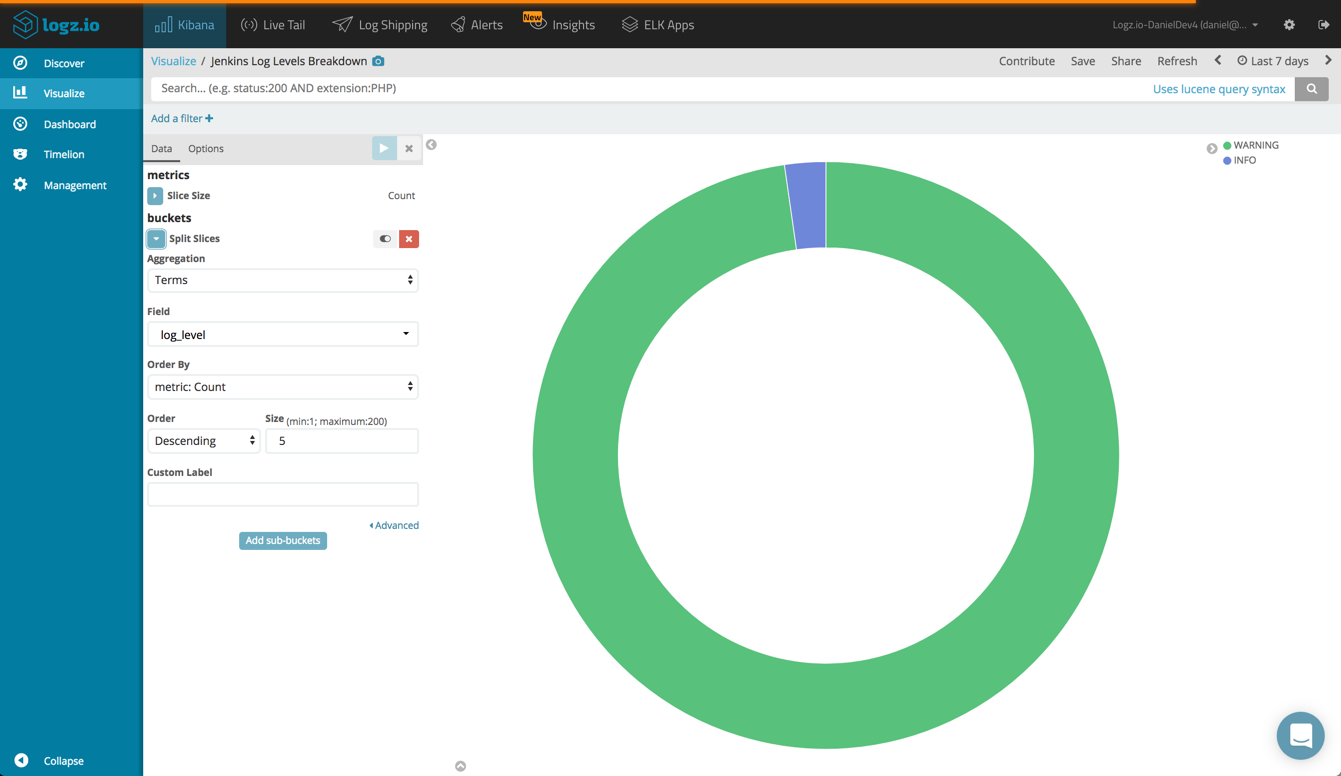 logz.io
Kibana
Live Tail
Log Shipping
Alerts
New
Insights
ELK Apps
Logz.io-DanielDev4 (daniel@...
Discover
Visualize
Dashboard
Timelion
Management
Collapse
Visualize / Jenkins Log Levels Breakdown
Contribute
Save
Share
Refresh
Last 7 days
Search... (e.g. status:200 AND extension:PHP)
Uses lucene query syntax
Add a filter +
Data
Options
metrics
Slice Size
Count
buckets
Split Slices
Aggregation
Terms
Field
log_level
Order By
metric: Count
Order
Size (min:1; maximum:200)
Descending
5
Custom Label
Advanced
Add sub-buckets
WARNING
INFO